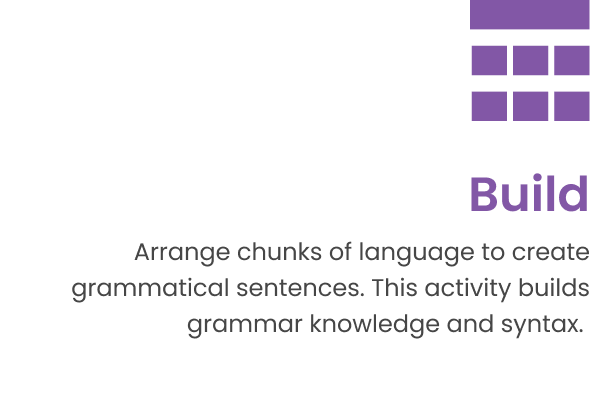 Build
Arrange chunks of language to create
grammatical sentences. This activity builds
grammar knowledge and syntax.